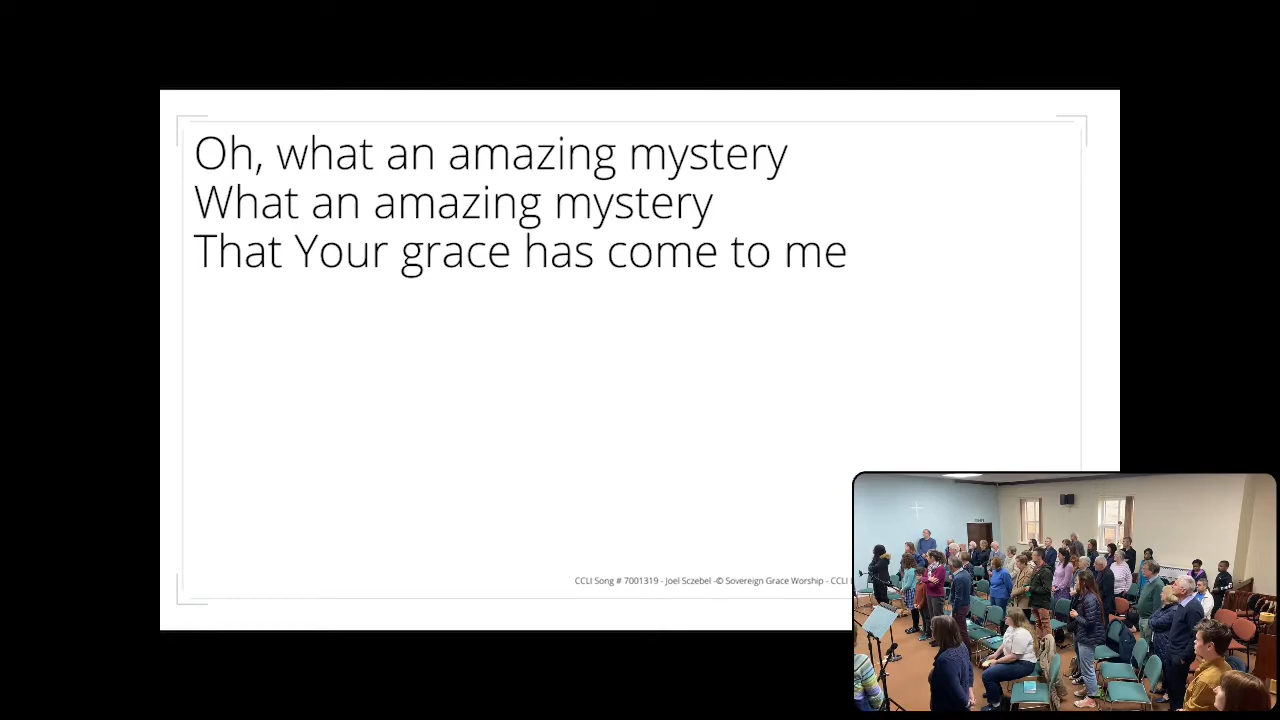 Oh, what an amazing mystery
What an amazing mystery
That Your grace has come to me
CCLI Song # 7001319 - Joel Sczebel -© Sovereign Grace Worship - CCLI